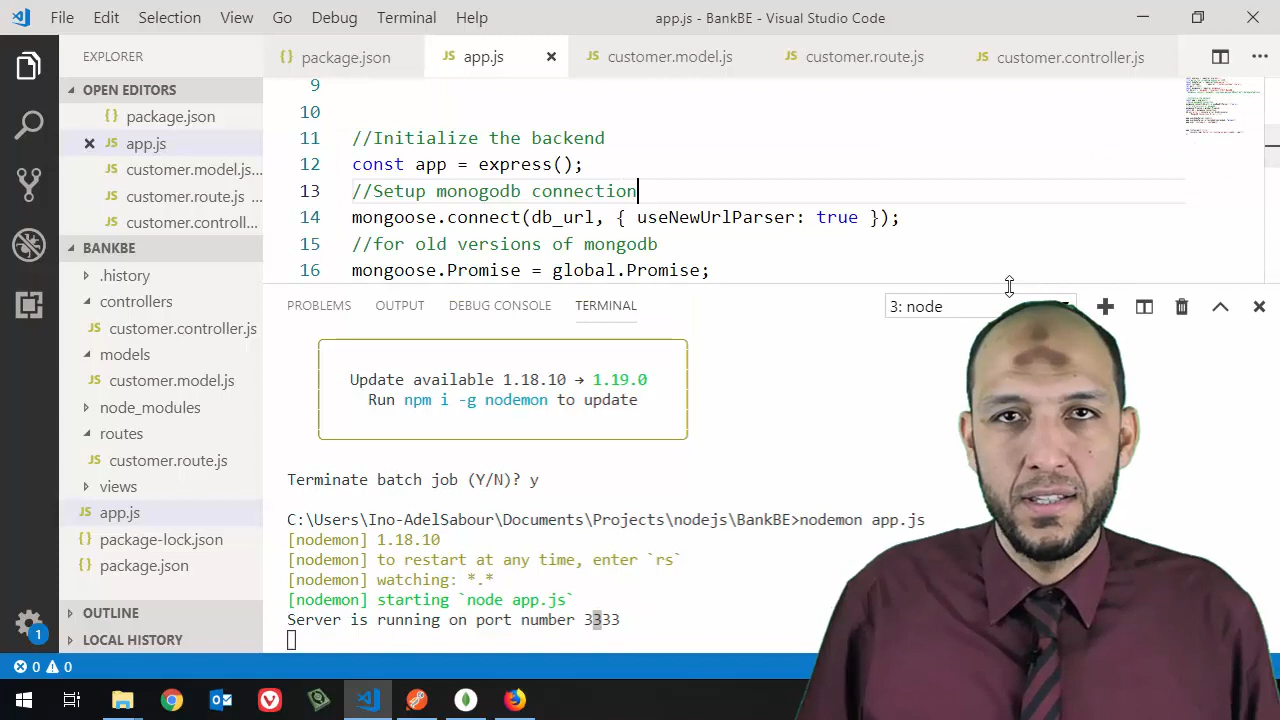 File Edit Selection View Go Debug Terminal Help app.js - BankBE - Visual Studio Code
EXPLORER
OPEN EDITORS
package.json
app.js
customer.model.js...
customer.route.js...
customer.controll...
BANKBE
.history
controllers
customer.controller.js
models
customer.model.js
node_modules
routes
customer.route.js
views
app.js
package-lock.json
package.json
OUTLINE
LOCAL HISTORY
package.json app.js customer.model.js customer.route.js customer.controller.js
9
10
11 //Initialize the backend
12 const app = express();
13 //Setup monogodb connection
14 mongoose.connect(db_url, { useNewUrlParser: true });
15 //for old versions of mongodb
16 mongoose.Promise = global.Promise;
PROBLEMS OUTPUT DEBUG CONSOLE TERMINAL 3: node
Update available 1.18.10 → 1.19.0
Run npm i -g nodemon to update
Terminate batch job (Y/N)? y
C:\Users\Ino-AdelSabour\Documents\Projects\nodejs\BankBE>nodemon app.js
[nodemon] 1.18.10
[nodemon] to restart at any time, enter `rs`
[nodemon] watching: *.*
[nodemon] starting `node app.js`
Server is running on port number 3333
1
0 0